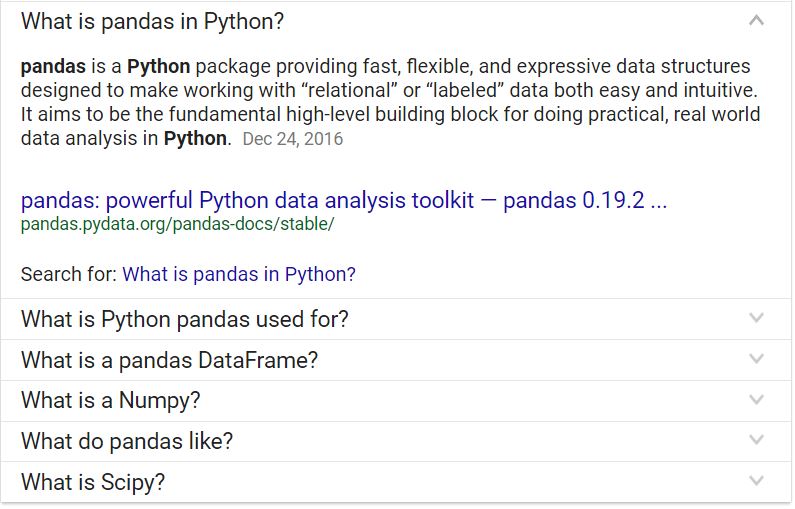 What is pandas in Python?
pandas is a Python package providing fast, flexible, and expressive data structures
designed to make working with “relational” or “labeled” data both easy and intuitive.
It aims to be the fundamental high-level building block for doing practical, real world
data analysis in Python. Dec 24, 2016
pandas: powerful Python data analysis toolkit — pandas 0.19.2 ...
pandas.pydata.org/pandas-docs/stable/
Search for: What is pandas in Python?
What is Python pandas used for?
What is a pandas DataFrame?
What is a Numpy?
What do pandas like?
What is Scipy?